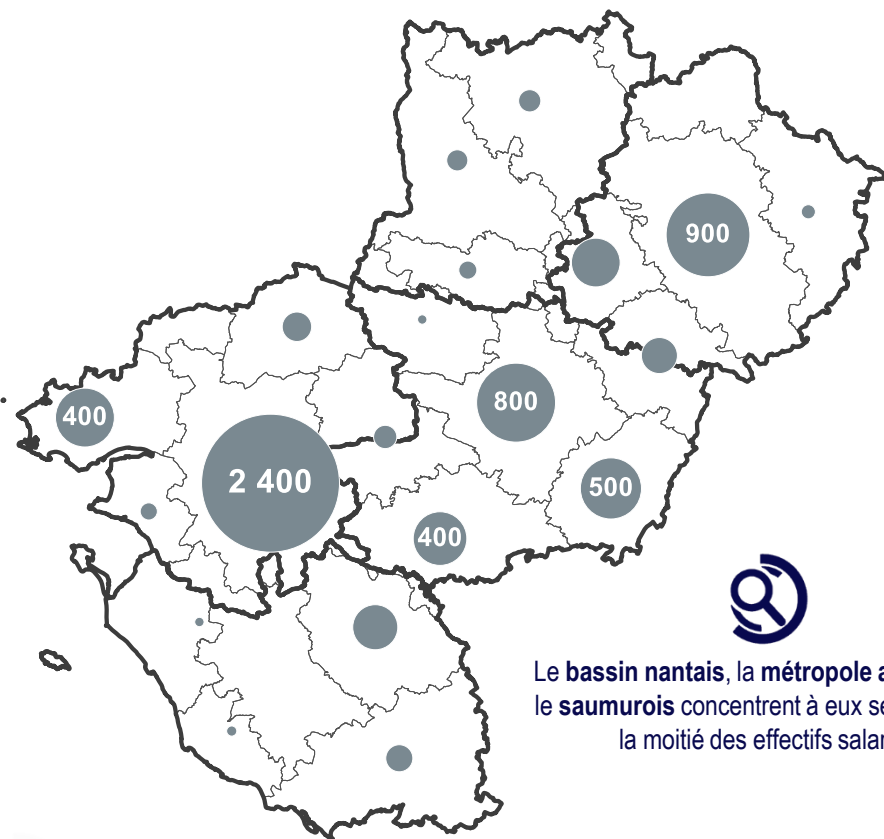 900
400
800
2 400
500
400
Le bassin nantais, la métropole
le saumurois concentrent à eux
la moitié des effectifs